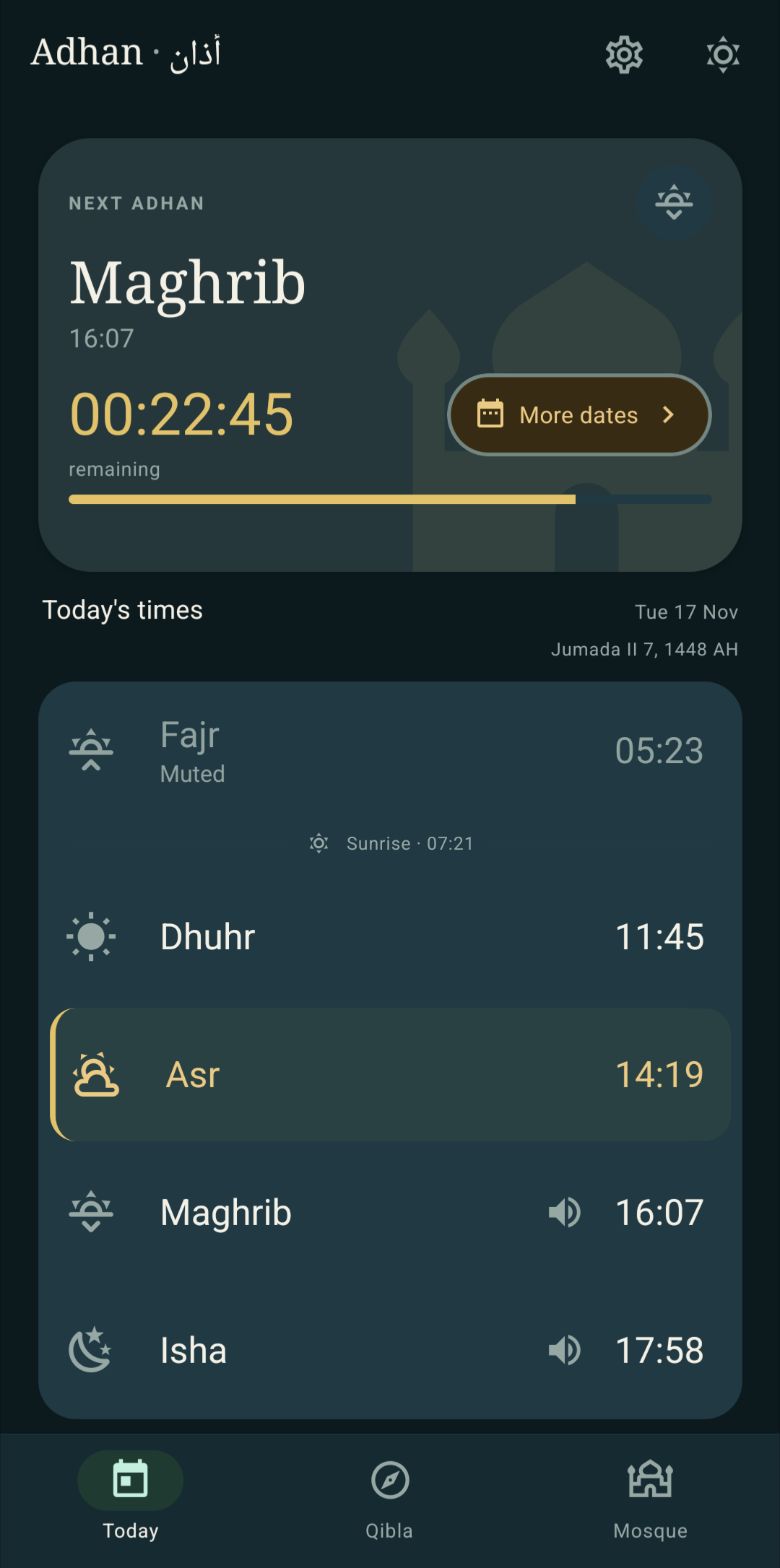 Adhan · أذان
NEXT ADHAN
Maghrib
16:07
00:22:45
More dates
remaining
Today's times
Tue 17 Nov
Jumada II 7, 1448 AH
Fajr
05:23
Muted
Sunrise · 07:21
Dhuhr 11:45
Asr 14:19
Maghrib 16:07
Isha 17:58
Today Qibla Mosque